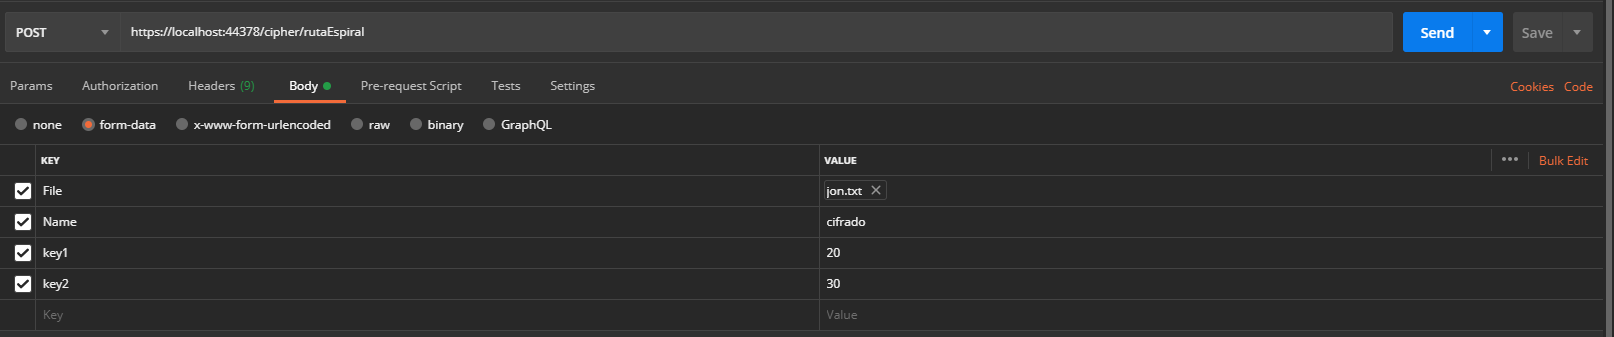 POST https://localhost:44378/cipher/rutaEspiral Send Save
Params Authorization Headers (9) Body Pre-request Script Tests Settings Cookies Code
none form-data x-www-form-urlencoded raw binary GraphQL
KEY VALUE ••• Bulk Edit
File jon.txt
Name cifrado
key1 20
key2 30
Key Value